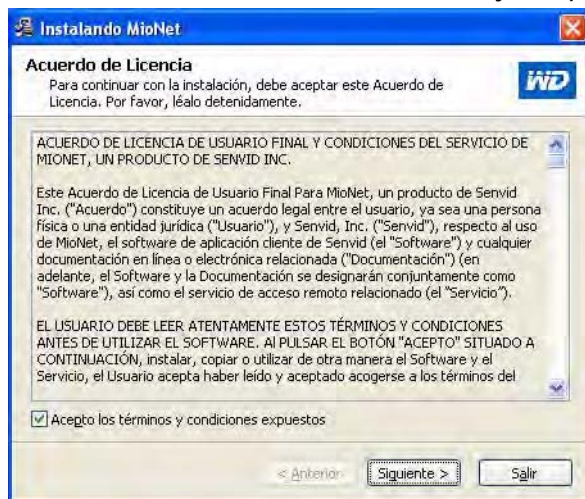 Instalando MioNet
Acuerdo de Licencia
Para continuar con la instalación, debe aceptar este Acuerdo de
Licencia. Por favor, léalo detenidamente.
WD
ACUERDO DE LICENCIA DE USUARIO FINAL Y CONDICIONES DEL SERVICIO DE
MIONET, UN PRODUCTO DE SENVID INC.
Este Acuerdo de Licencia de Usuario Final Para MioNet, un producto de Senvid
Inc. ("Acuerdo") constituye un acuerdo legal entre el usuario, ya sea una persona
física o una entidad jurídica ("Usuario"), y Senvid, Inc. ("Senvid"), respecto al uso
de MioNet, el software de aplicación cliente de Senvid (el "Software") y cualquier
documentación en línea o electrónica relacionada ("Documentación") (en
adelante, el Software y la Documentación se designarán conjuntamente como
"Software"), así como el servicio de acceso remoto relacionado (el "Servicio").
EL USUARIO DEBE LEER ATENTAMENTE ESTOS TÉRMINOS Y CONDICIONES
ANTES DE UTILIZAR EL SOFTWARE. Al PULSAR EL BOTÓN "ACEPTO" SITUADO A
CONTINUACIÓN, instalar, copiar o utilizar de otra manera el Software y el
Servicio, el Usuario acepta haber leído y aceptado acogerse a los términos del
Acepto los términos y condiciones expuestos
< Anterior
Siguiente >
Salir